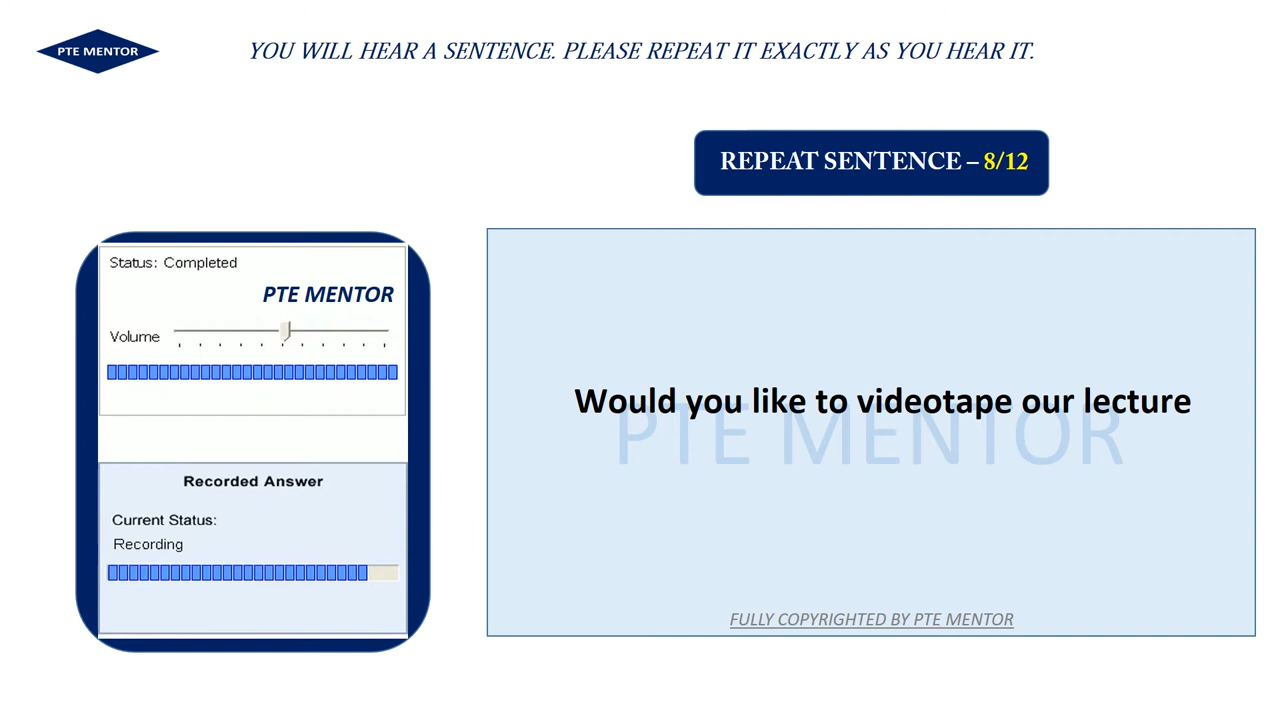 PTE MENTOR
YOU WILL HEAR A SENTENCE. PLEASE REPEAT IT EXACTLY AS YOU HEAR IT.
REPEAT SENTENCE – 8/12
Status: Completed
PTE MENTOR
Volume
Recorded Answer
Current Status:
Recording
Would you like to videotape our lecture
PTE MENTOR
FULLY COPYRIGHTED BY PTE MENTOR